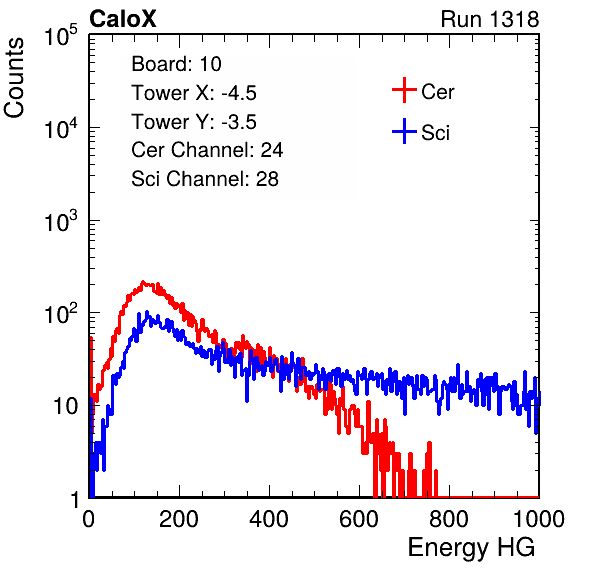 CaloX Run 1318
Counts
10^5
10^4
10^3
10^2
10
1
Board: 10
Tower X: -4.5
Tower Y: -3.5
Cer Channel: 24
Sci Channel: 28
Cer
Sci
0 200 400 600 800 1000
Energy HG